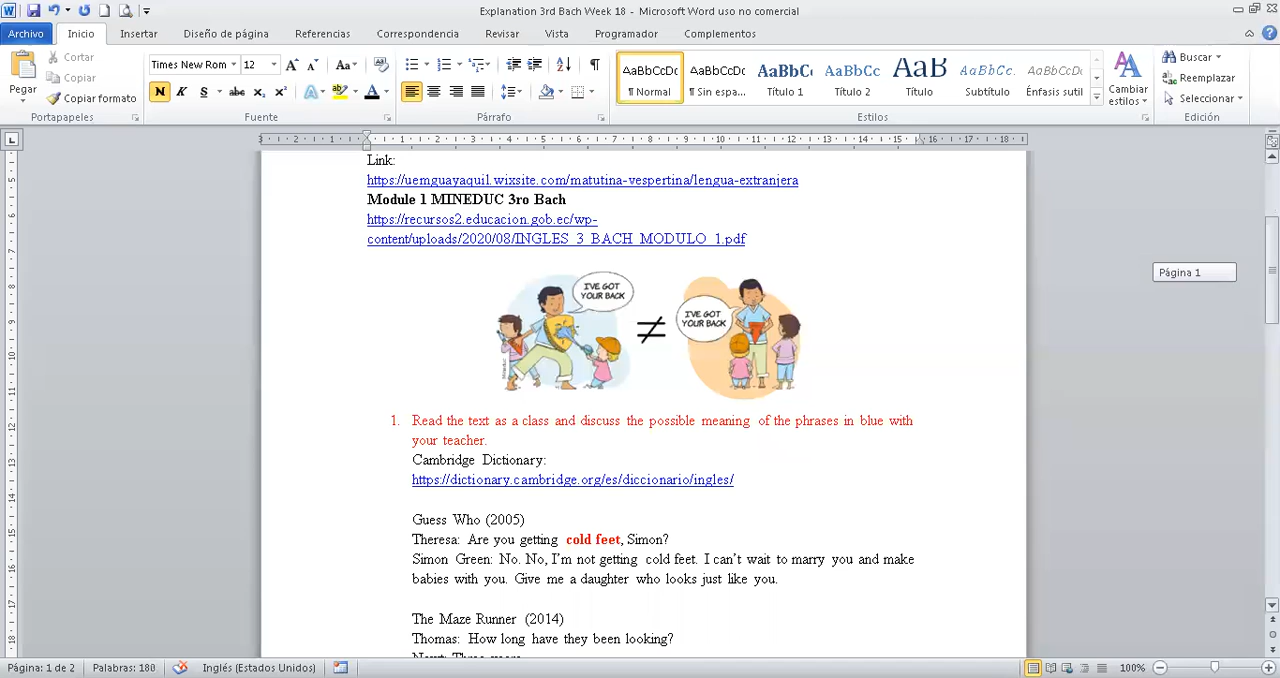 Explanation 3rd Bach Week 18 - Microsoft Word uso no comercial
Archivo Inicio Insertar Diseño de página Referencias Correspondencia Revisar Vista Programador Complementos
Pegar
Cortar
Copiar
Copiar formato
Portapapeles
Times New Rom 12
Fuente
Párrafo
AaBbCcDc AaBbCcDc AaBbC AaBbCc AaB AaBbCc AaBbCcDc
¶ Normal ¶ Sin espa... Título 1 Título 2 Título Subtítulo Énfasis sutil
Estilos
Cambiar estilos
Buscar
Reemplazar
Seleccionar
Edición
Link:
https://uemguayaquil.wixsite.com/matutina-vespertina/lengua-extranjera
Module 1 MINEDUC 3ro Bach
https://recursos2.educacion.gob.ec/wp-
content/uploads/2020/08/INGLES_3_BACH_MODULO_1.pdf
Página 1
I'VE GOT
YOUR BACK
≠
I'VE GOT
YOUR BACK
1. Read the text as a class and discuss the possible meaning of the phrases in blue with
your teacher.
Cambridge Dictionary:
https://dictionary.cambridge.org/es/diccionario/ingles/
Guess Who (2005)
Theresa: Are you getting cold feet, Simon?
Simon Green: No. No, I'm not getting cold feet. I can't wait to marry you and make
babies with you. Give me a daughter who looks just like you.
The Maze Runner (2014)
Thomas: How long have they been looking?
Página: 1 de 2 Palabras: 180 Inglés (Estados Unidos) 100%